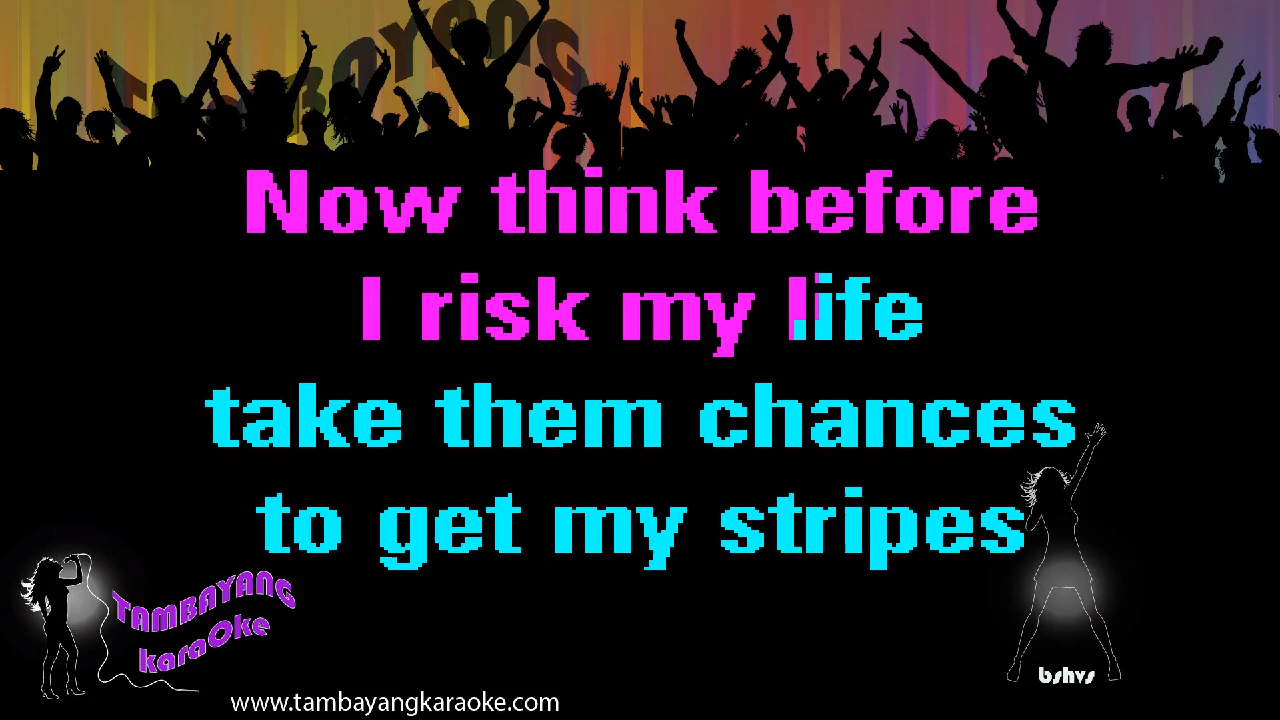 TAMBAYANG
Now think before
I risk my life
take them chances
to get my stripes
TAMBAYANG
karaOke
bshvs
www.tambayangkaraoke.com